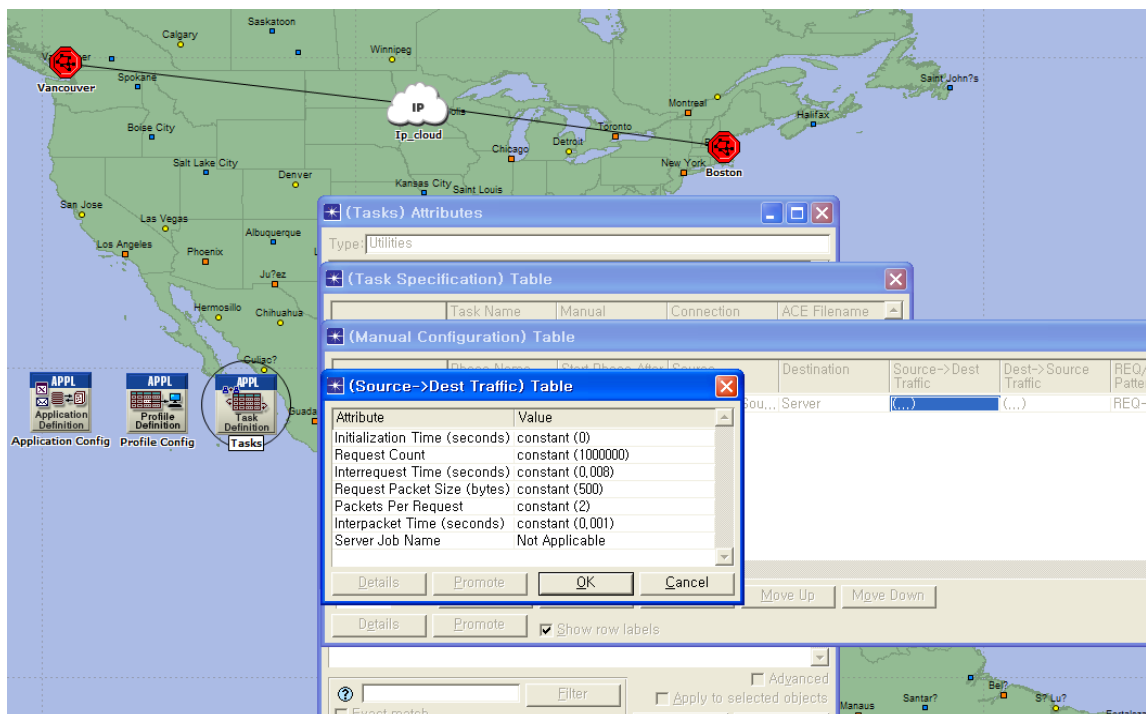 Saskatoon
Calgary
Winnipeg
Vancouver
Spokane
IP
Ip_cloud
Saint John?s
Montreal
Halifax
Boise City
Toronto
Detroit
Chicago
New York
Boston
Salt Lake City
Denver
Kansas City
Saint Louis
San Jose
Las Vegas
Los Angeles
Phoenix
Albuquerque
Ju?ez
Hermosillo
Chihuahua
Culiac?
APPL
Application Definition
Application Config
APPL
Profile Definition
Profile Config
APPL
Task Definition
Tasks
(Tasks) Attributes
Type: Utilities
(Task Specification) Table
Task Name Manual Connection ACE Filename
(Manual Configuration) Table
Phase Name Start Phase After Source Destination Source->Dest Traffic Dest->Source Traffic REQ/
Server (...) (...) REQ-
(Source->Dest Traffic) Table
Attribute Value
Initialization Time (seconds) constant (0)
Request Count constant (1000000)
Interrequest Time (seconds) constant (0,008)
Request Packet Size (bytes) constant (500)
Packets Per Request constant (2)
Interpacket Time (seconds) constant (0,001)
Server Job Name Not Applicable
Details Promote OK Cancel
Move Up Move Down
Details Promote Show row labels
Advanced
Filter Apply to selected objects
Exact match
Bel?
Santar?
S? Lu?
Manaus